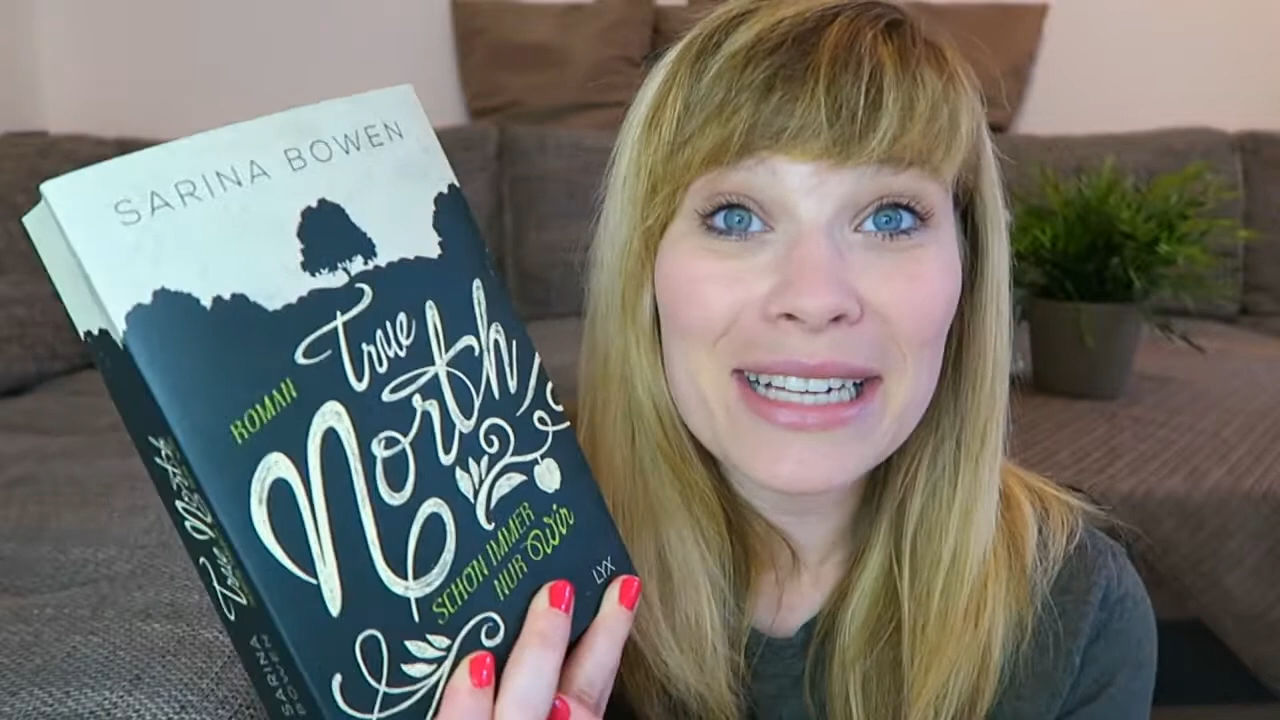 SARINA BOWEN
True
North
ROMAN
SCHON IMMER
NUR Wir
LYX
True North
SARINA
BOWEN